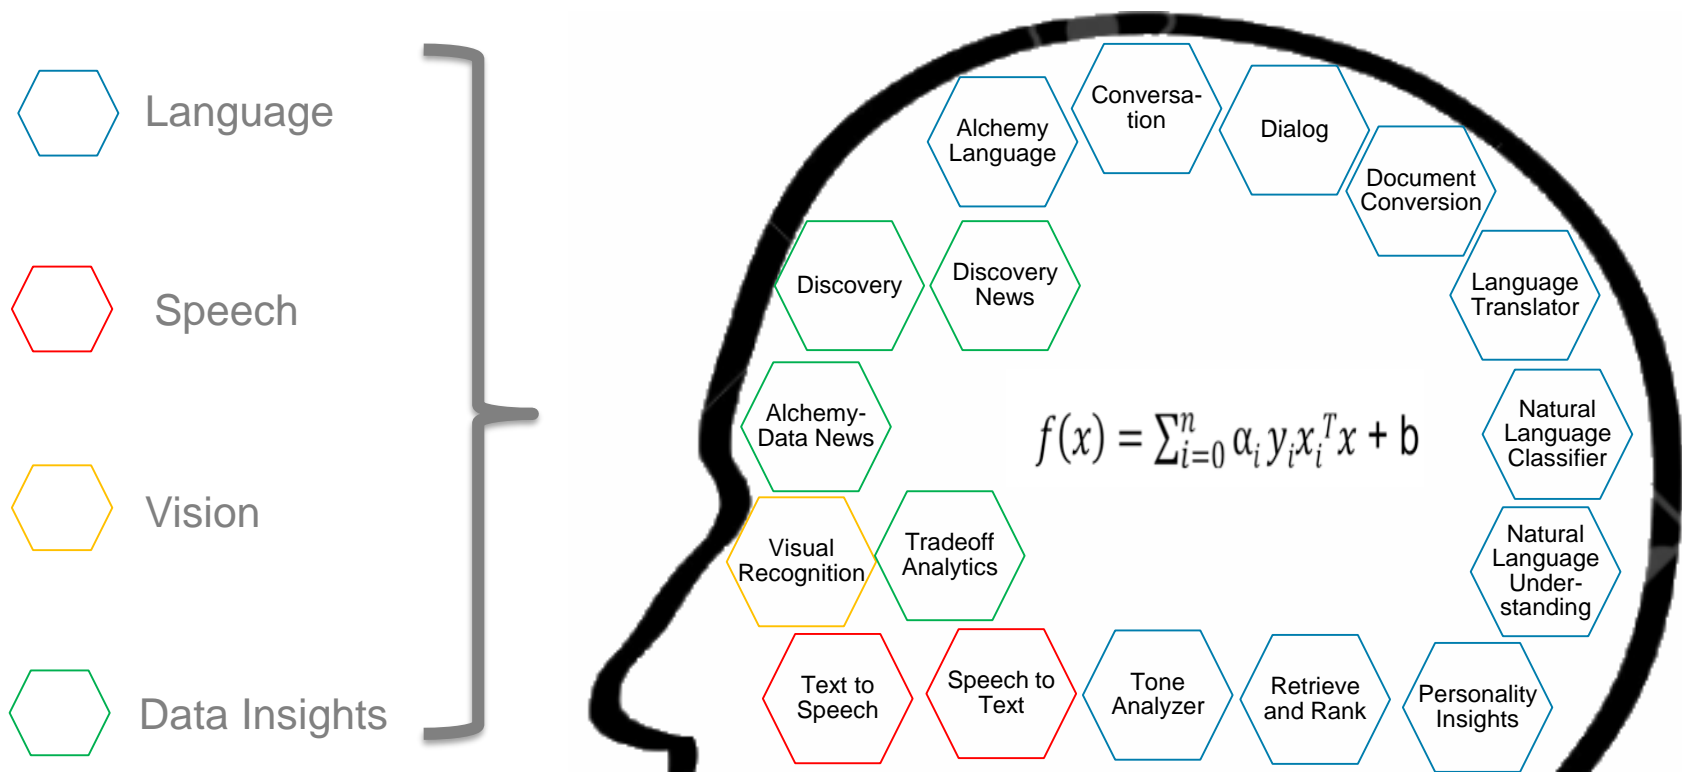 Language
Speech
Vision
Data Insights
Alchemy
Language
Conversa-
tion
Dialog
Document
Conversion
Discovery
Discovery
News
Language
Translator
Alchemy-
Data News
f(x) = ∑ⁿᵢ₌₀ αᵢ yᵢxᵢᵀx + b
Natural
Language
Classifier
Visual
Recognition
Tradeoff
Analytics
Natural
Language
Under-
standing
Text to
Speech
Speech to
Text
Tone
Analyzer
Retrieve
and Rank
Personality
Insights